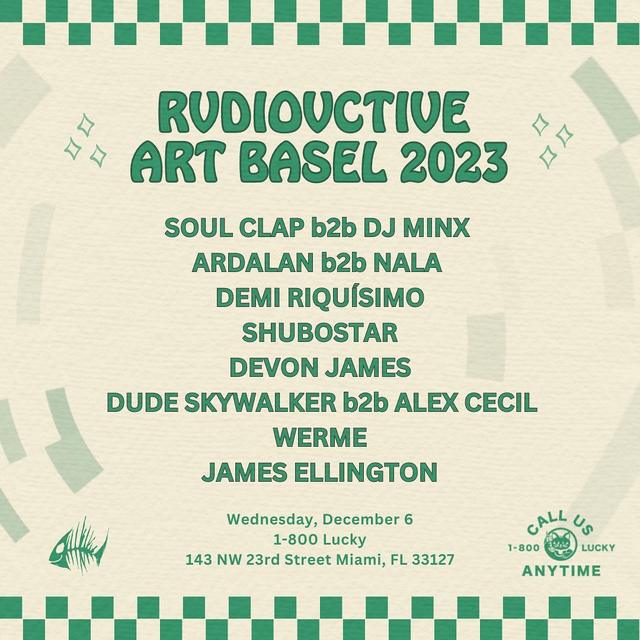 RVDIOVCTIVE
ART BASEL 2023
SOUL CLAP b2b DJ MINX
ARDALAN b2b NALA
DEMI RIQUÍSIMO
SHUBOSTAR
DEVON JAMES
DUDE SKYWALKER b2b ALEX CECIL
WERME
JAMES ELLINGTON
Wednesday, December 6
1-800 Lucky
143 NW 23rd Street Miami, FL 33127
CALL US
1-800 LUCKY
ANYTIME